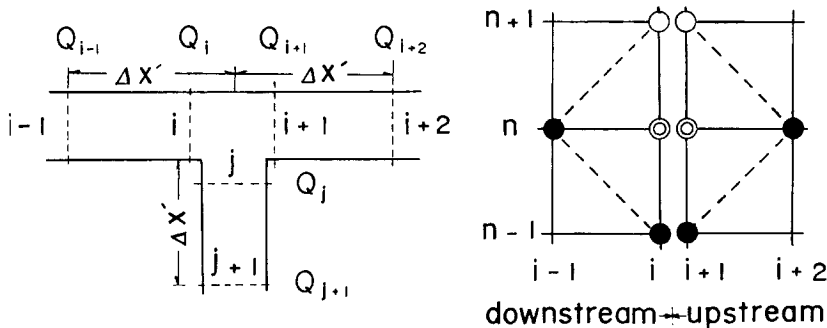 Q_{i-1} Q_i Q_{i+1} Q_{i+2}
ΔX′ ΔX′
i-1 i i+1 i+2
j
Q_j
ΔX′
j+1
Q_{j+1}
n+1
n
n-1
i-1 i i+1 i+2
downstream upstream